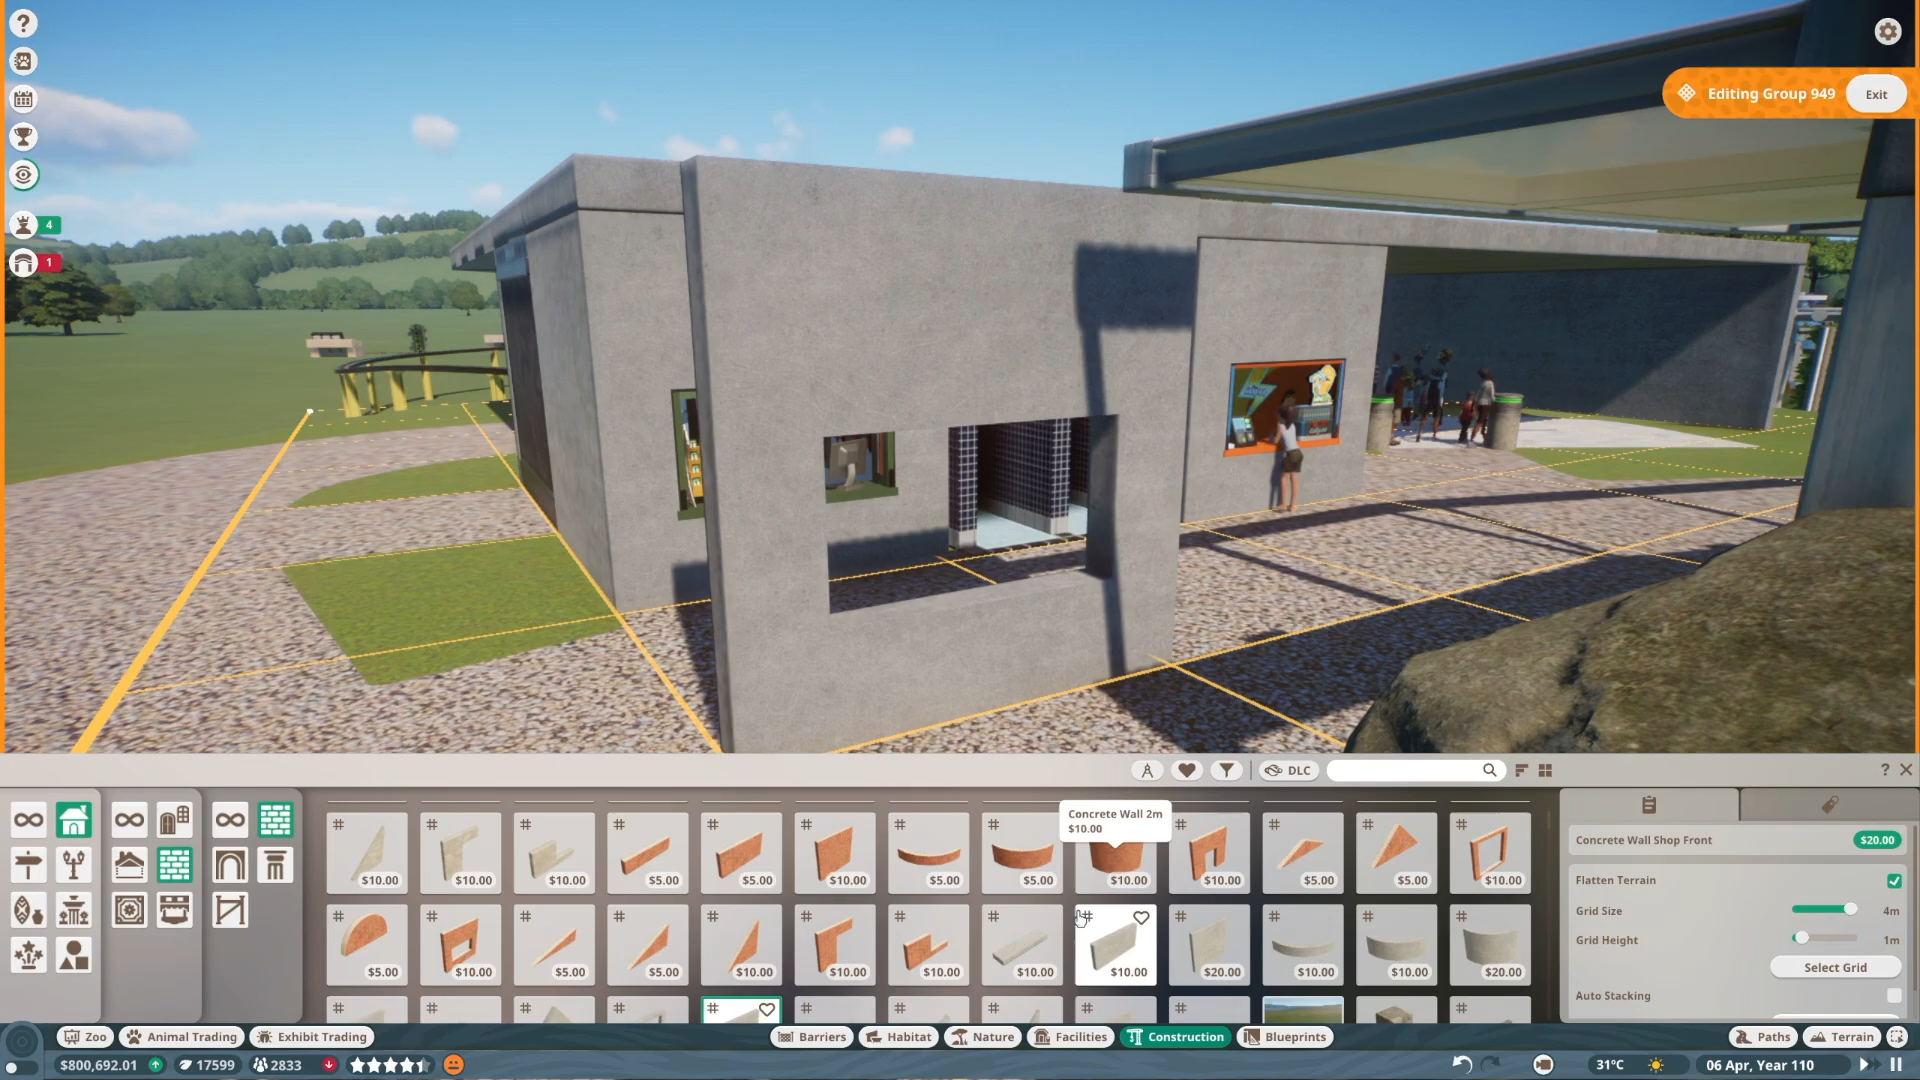 ?
Editing Group 949
Exit
4
1
DLC
?
Concrete Wall 2m
$10.00
$10.00
$10.00
$10.00
$5.00
$5.00
$10.00
$5.00
$5.00
$10.00
$10.00
$5.00
$5.00
$10.00
$5.00
$10.00
$5.00
$5.00
$10.00
$10.00
$10.00
$10.00
$10.00
$20.00
$10.00
$10.00
$20.00
Concrete Wall Shop Front
$20.00
Flatten Terrain
Grid Size
4m
Grid Height
1m
Select Grid
Auto Stacking
Zoo
Animal Trading
Exhibit Trading
Barriers
Habitat
Nature
Facilities
Construction
Blueprints
Paths
Terrain
$800,692.01
17599
2833
31°C
06 Apr, Year 110